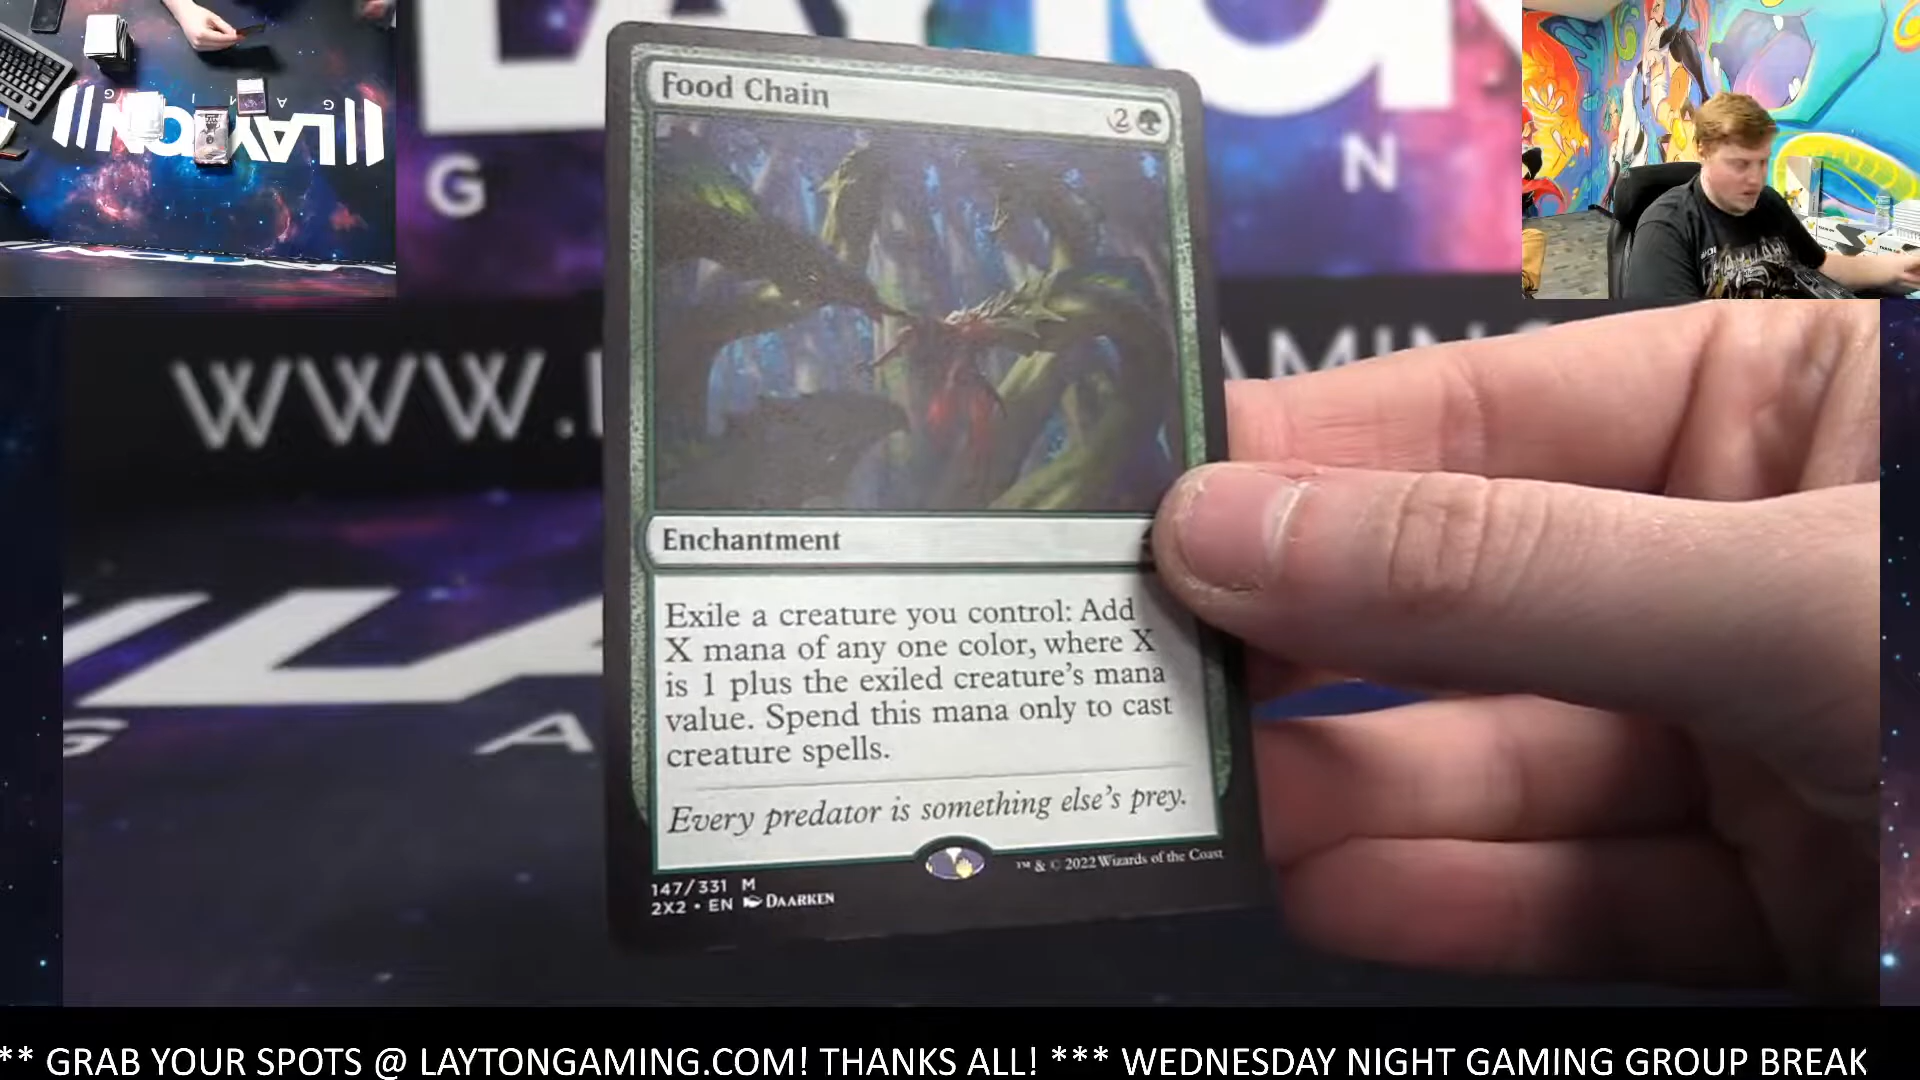 Food Chain
2
Enchantment
Exile a creature you control: Add
X mana of any one color, where X
is 1 plus the exiled creature's mana
value. Spend this mana only to cast
creature spells.
Every predator is something else's prey.
147/331 M
2X2 • EN DAARKEN
™ & © 2022 Wizards of the Coast
G
N
WWW.
G A
LAYTON
G A M I N G
** GRAB YOUR SPOTS @ LAYTONGAMING.COM! THANKS ALL! *** WEDNESDAY NIGHT GAMING GROUP BREAK